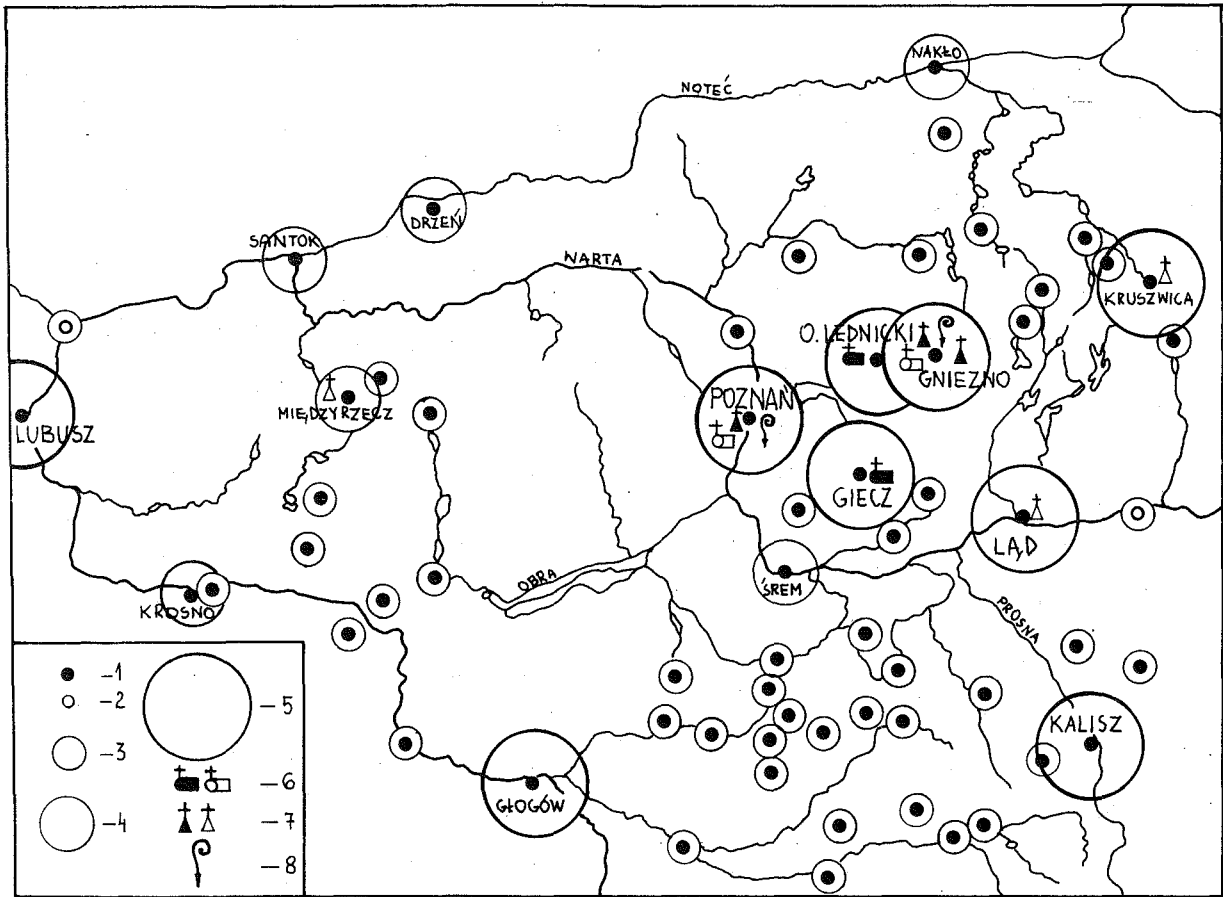 NAKŁO
NOTEĆ
DRZEŃ
SANTOK
WARTA
KRUSZWICA
O. LEDNICKI
GNIEZNO
POZNAŃ
MIĘDZYRZECZ
LUBUSZ
GIECZ
LĄD
OBRA
ŚREM
KROSNO
PROSNA
KALISZ
GŁOGÓW
–1
–2
–3
–4
–5
–6
–7
–8